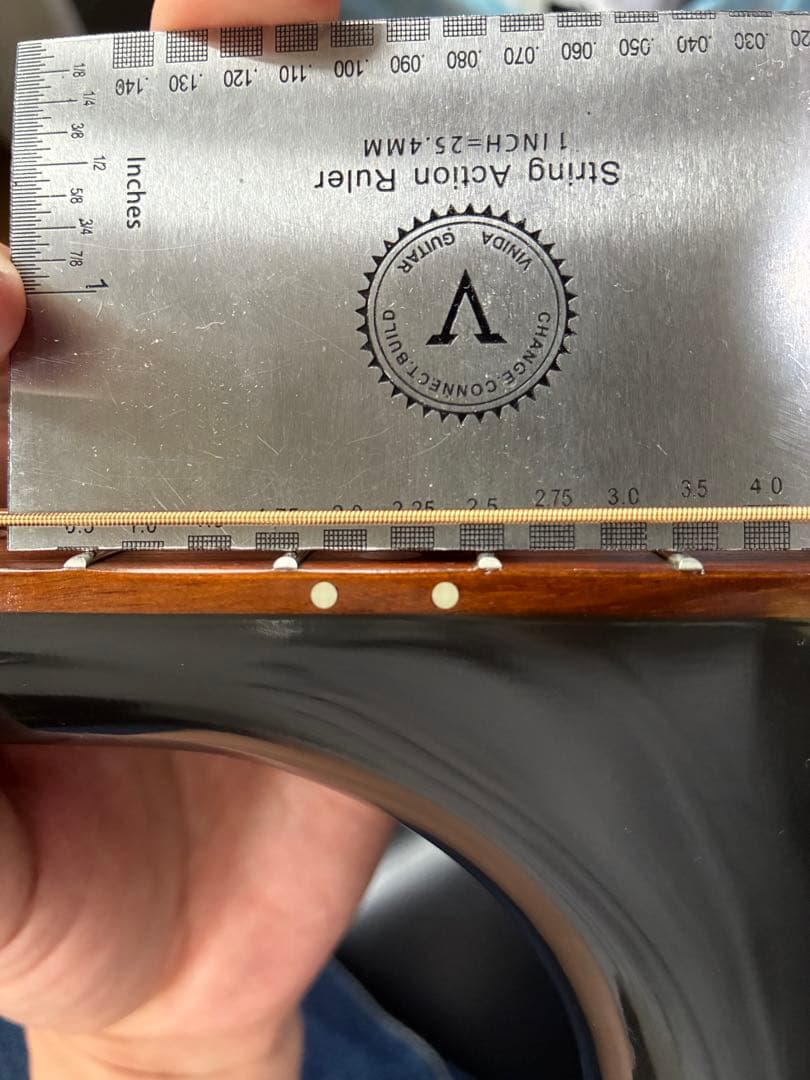 .140 .130 .120 .110 .100 .090 .080 .070 .060 .050 .040 .030
1/8
1/4
3/8
1/2
5/8
3/4
7/8
1
Inches
String Action Ruler
1 INCH=25.4MM
VINIDA GUITAR
V
CHANGE.CONNECT.BUILD
2.25 2.5 2.75 3.0 3.5 4.0